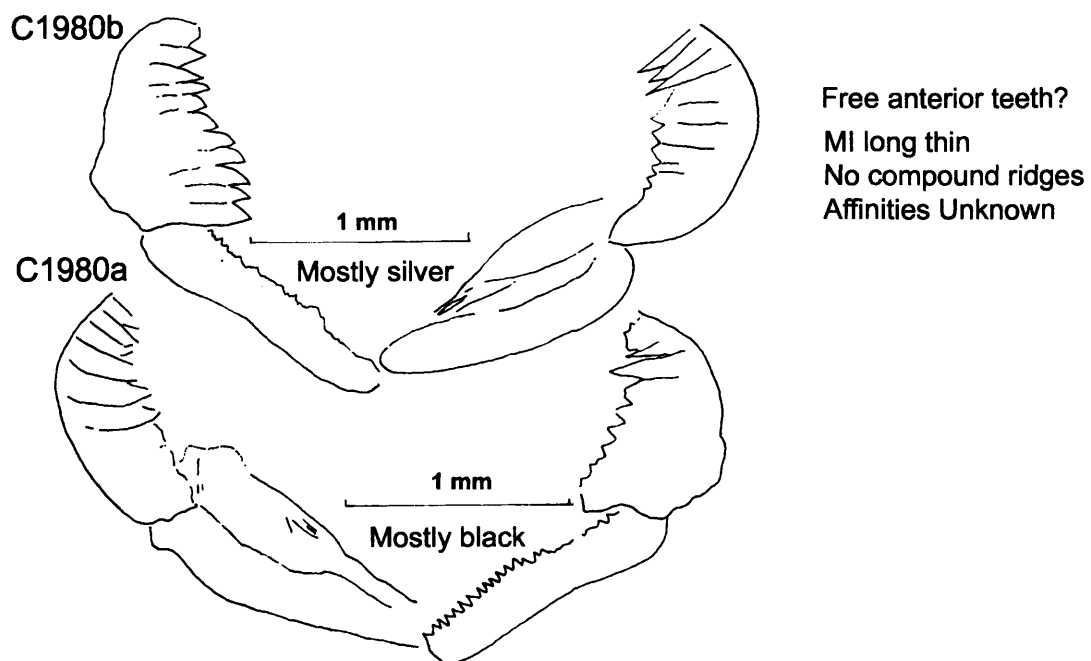 C1980b
Free anterior teeth?
MI long thin
No compound ridges
Affinities Unknown
1 mm
Mostly silver
C1980a
1 mm
Mostly black